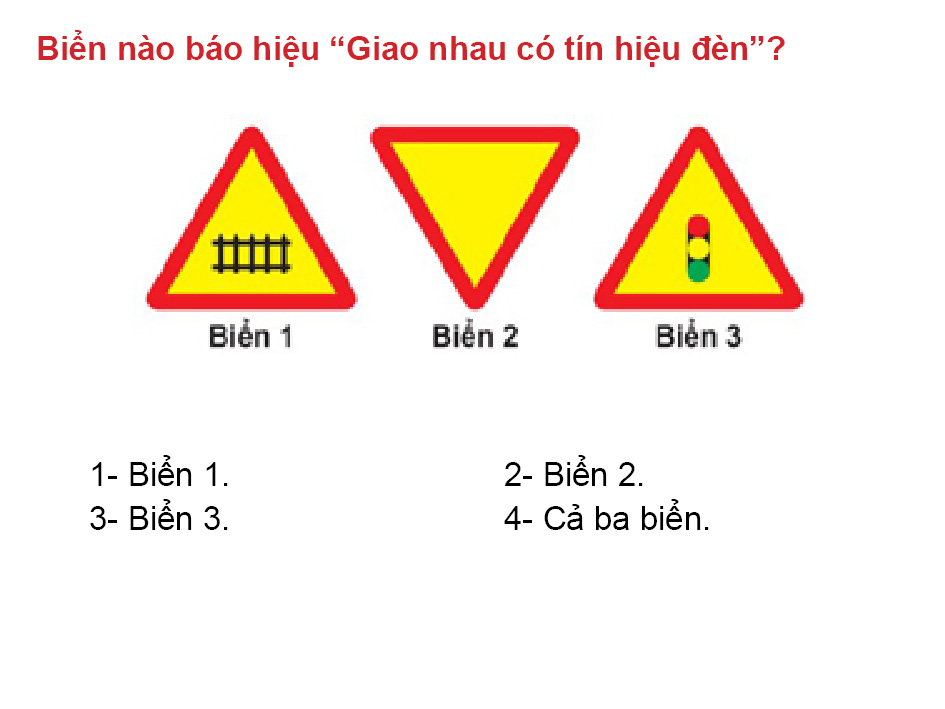 Biển nào báo hiệu “Giao nhau có tín hiệu đèn”?
Biển 1 Biển 2 Biển 3
1- Biển 1. 2- Biển 2.
3- Biển 3. 4- Cả ba biển.